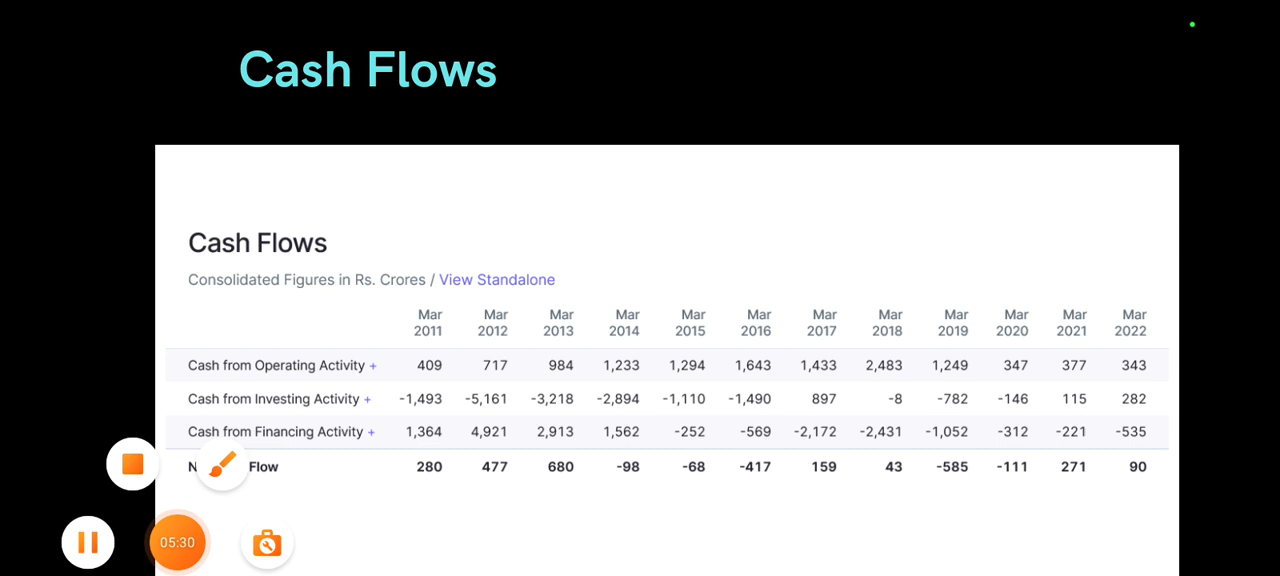 Cash Flows
Cash Flows
Consolidated Figures in Rs. Crores / View Standalone
Mar 2011 Mar 2012 Mar 2013 Mar 2014 Mar 2015 Mar 2016 Mar 2017 Mar 2018 Mar 2019 Mar 2020 Mar 2021 Mar 2022
Cash from Operating Activity + 409 717 984 1,233 1,294 1,643 1,433 2,483 1,249 347 377 343
Cash from Investing Activity + -1,493 -5,161 -3,218 -2,894 -1,110 -1,490 897 -8 -782 -146 115 282
Cash from Financing Activity + 1,364 4,921 2,913 1,562 -252 -569 -2,172 -2,431 -1,052 -312 -221 -535
Flow 280 477 680 -98 -68 -417 159 43 -585 -111 271 90
05:30